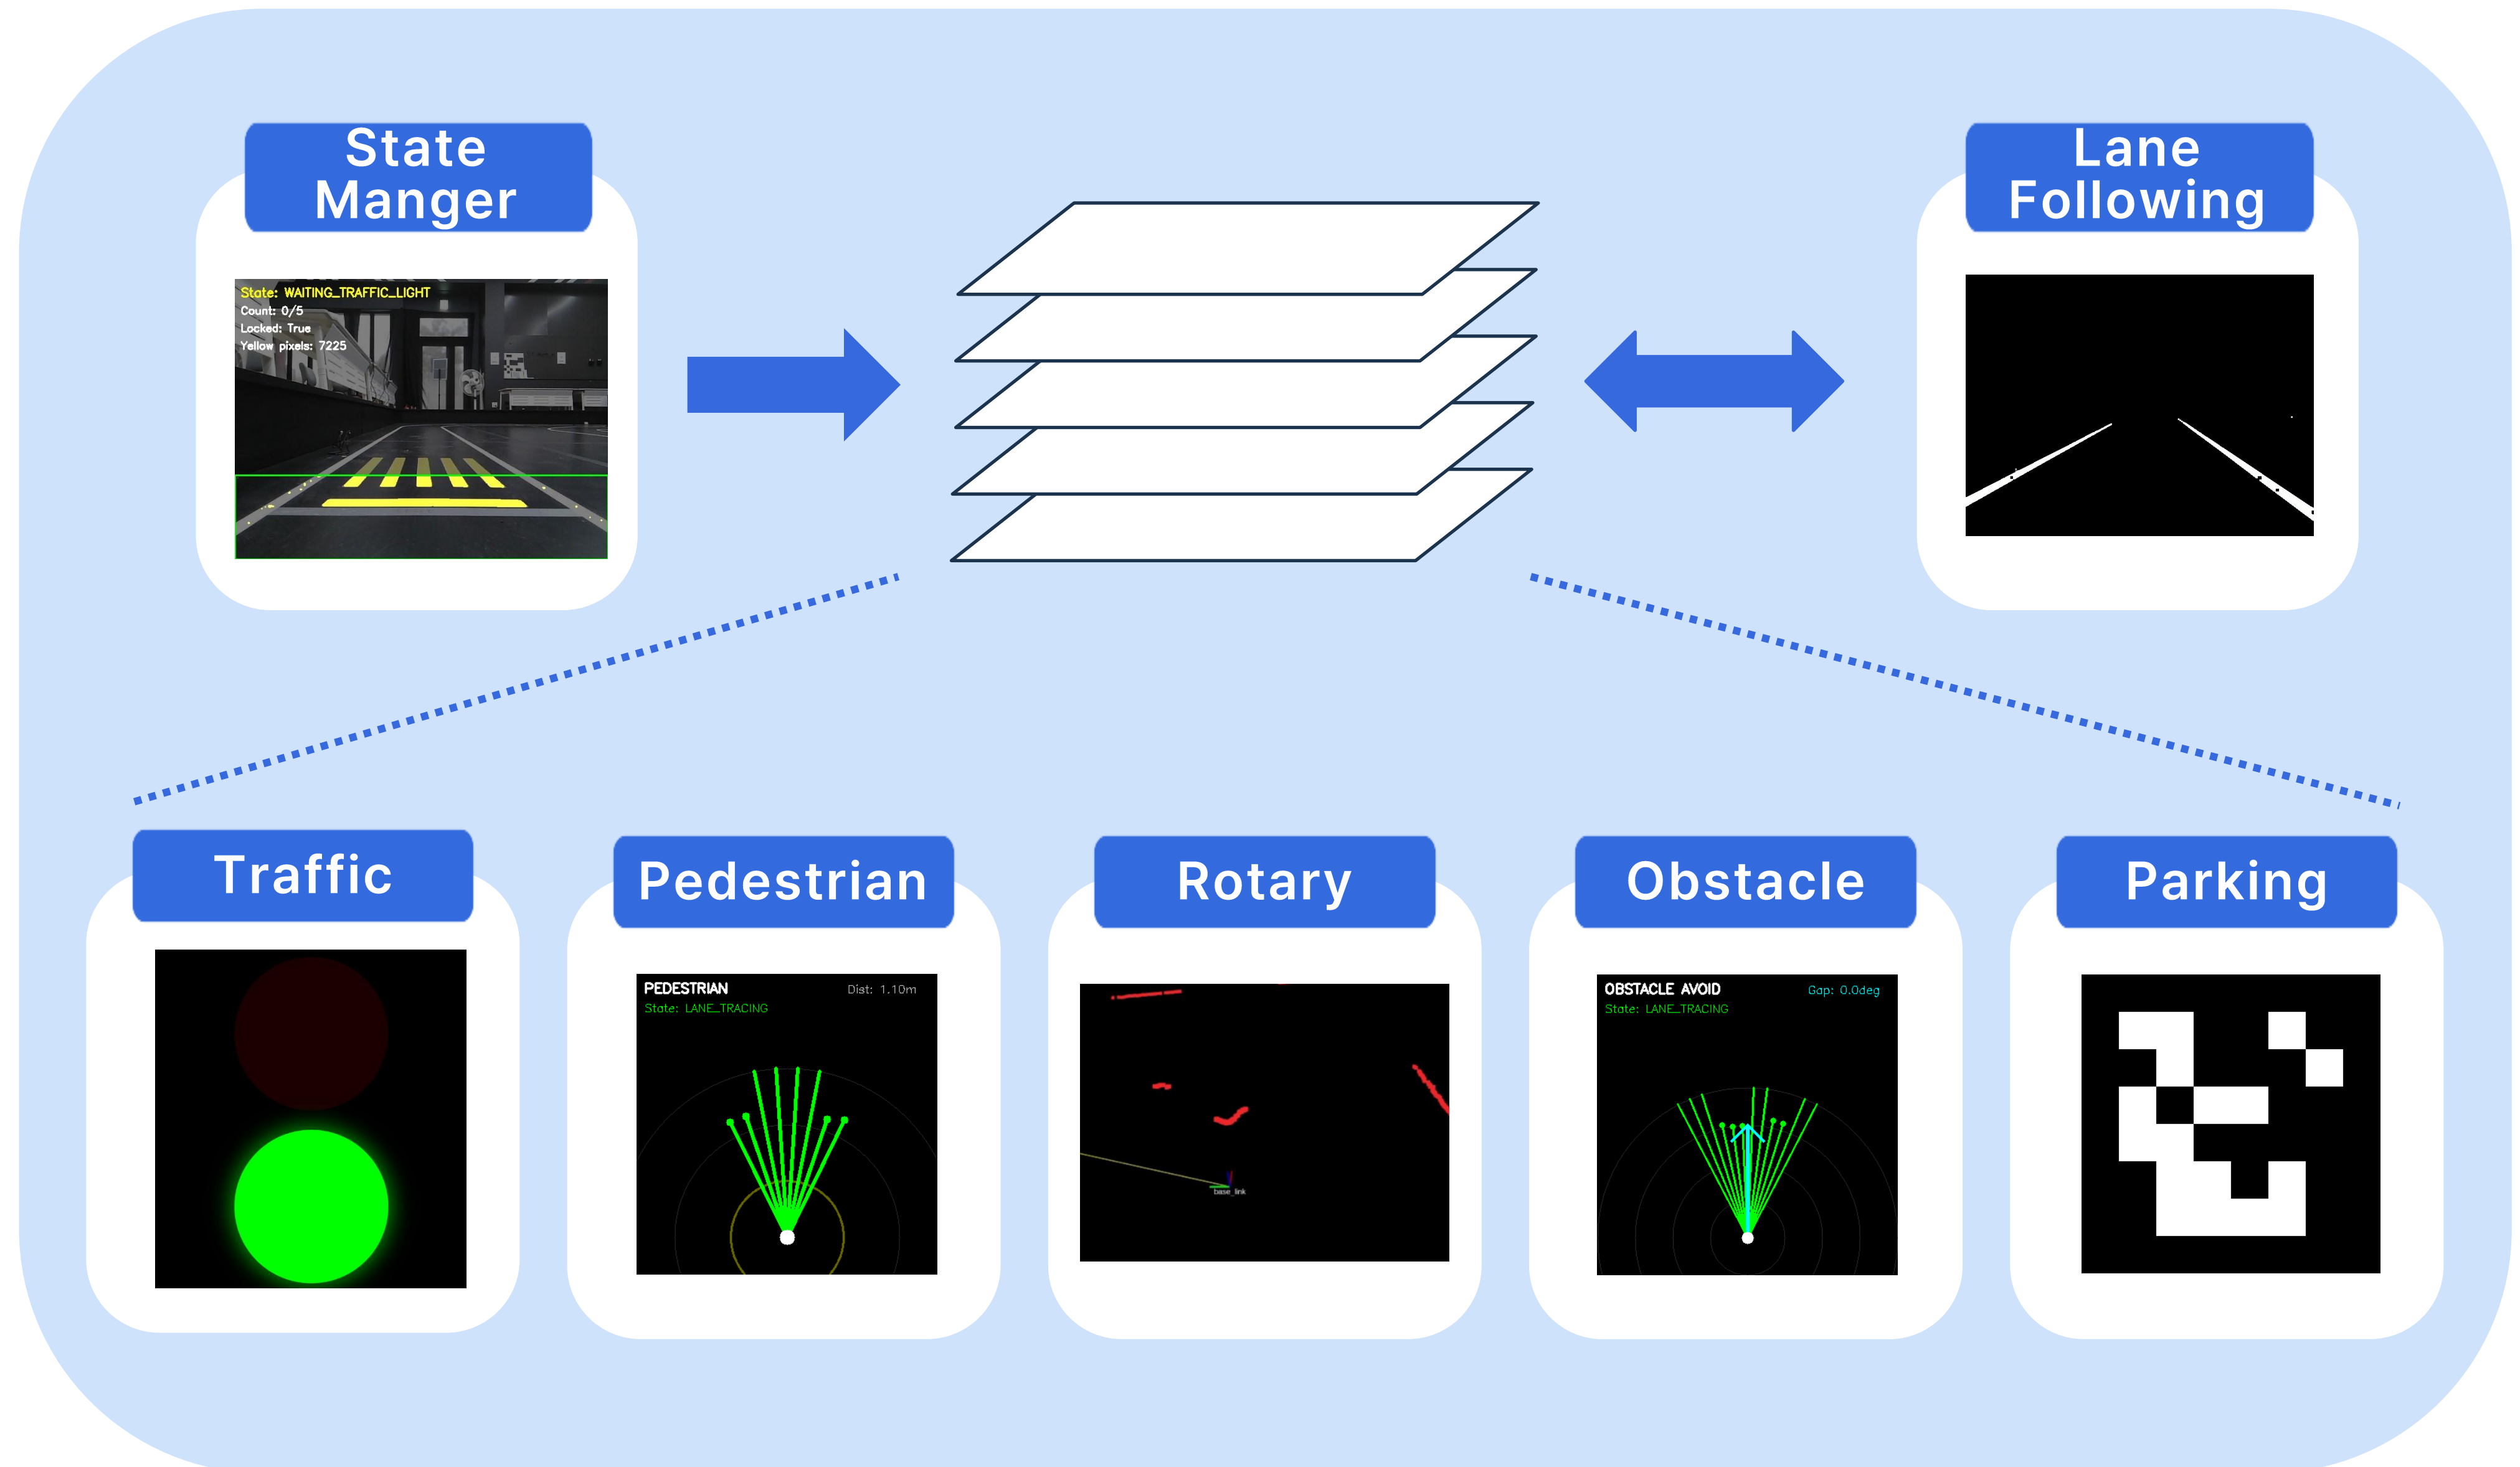 State
Manger
State: WAITING_TRAFFIC_LIGHT
Count: 0/5
Locked: True
Yellow pixels: 7225
Lane
Following
Traffic
Pedestrian
PEDESTRIAN
Dist: 1.10m
State: LANE_TRACING
Rotary
base_link
Obstacle
OBSTACLE AVOID
Gap: 0.0deg
State: LANE_TRACING
Parking